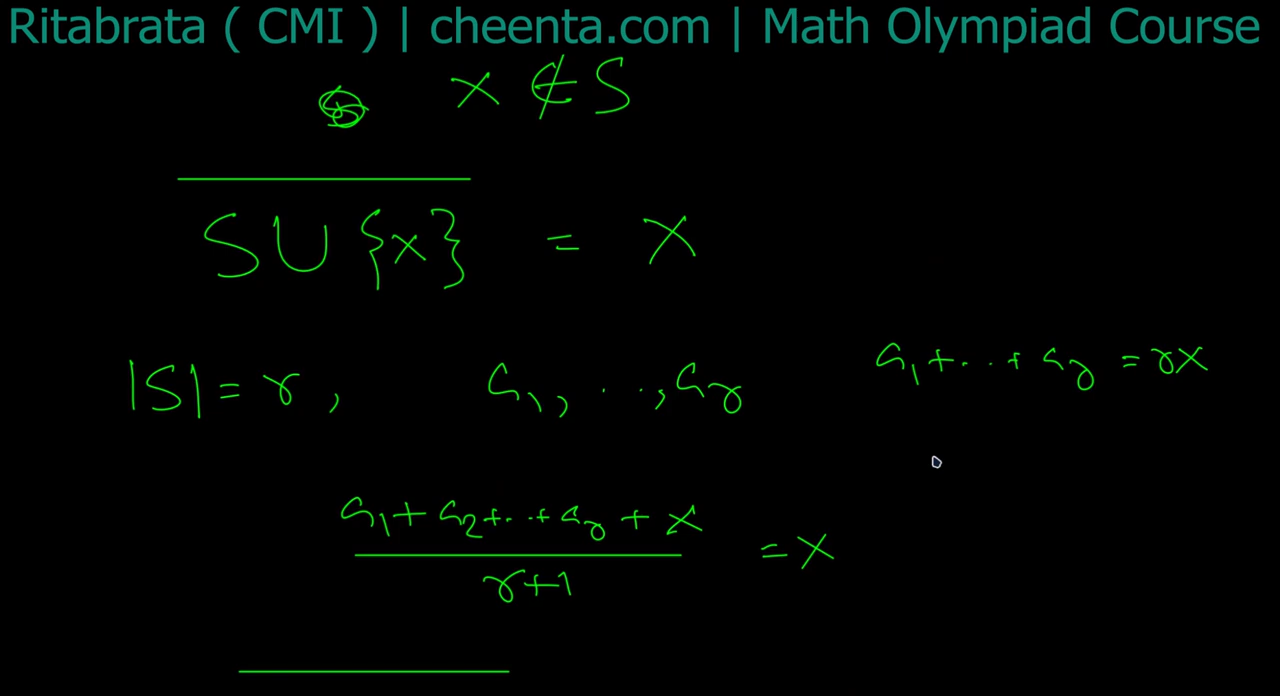 Ritabrata ( CMI ) | cheenta.com | Math Olympiad Course
x ∉ S
S∪{x} = x
|S| = r, a₁, ..., aᵣ
a₁+...+aᵣ = rx
a₁+a₂+...+aᵣ+x
r+1
= x